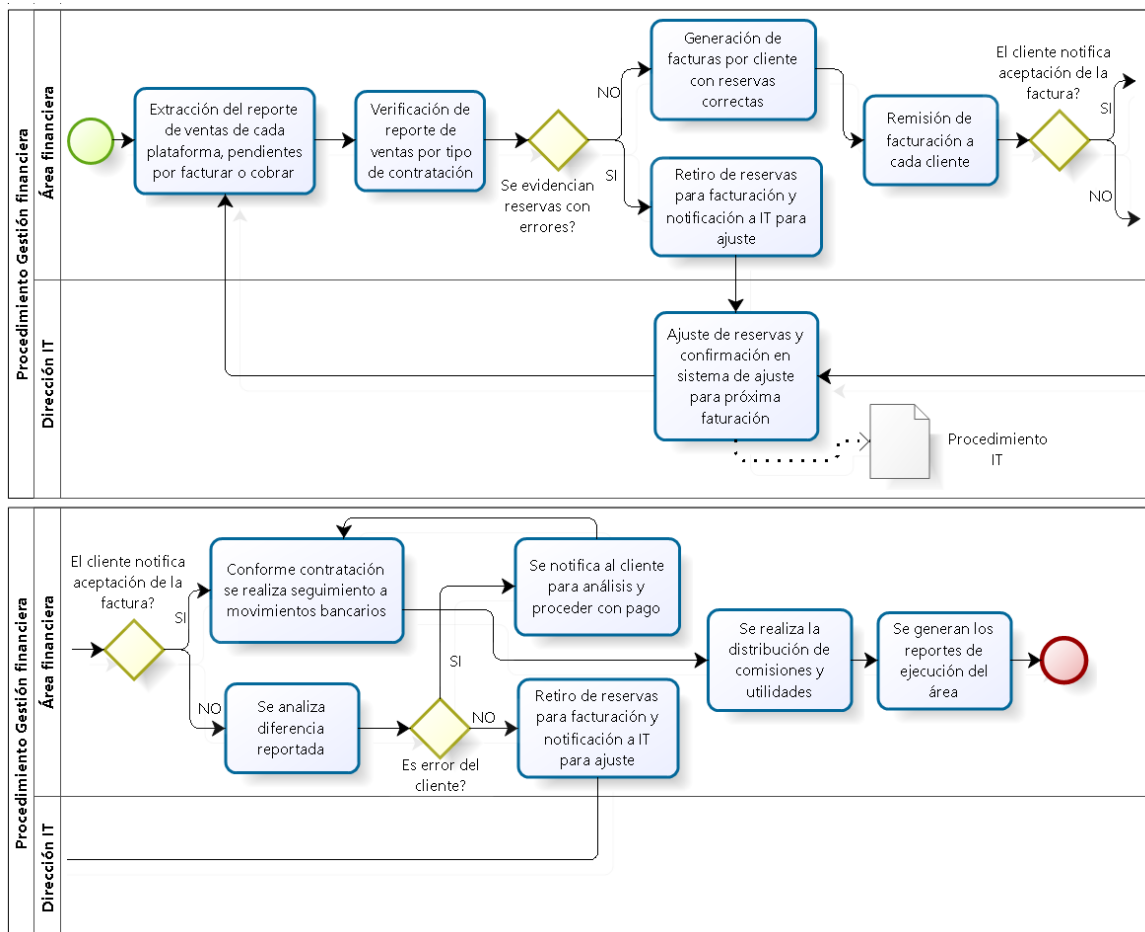 Procedimiento Gestión financiera
Área financiera
Extracción del reporte
de ventas de cada
plataforma, pendientes
por facturar o cobrar
Verificación de
reporte de
ventas por tipo
de contratación
Se evidencian
reservas con
errores?
NO
SI
Generación de
facturas por cliente
con reservas
correctas
Retiro de reservas
para facturación y
notificación a IT para
ajuste
Remisión de
facturación a
cada cliente
El cliente notifica
aceptación de la
factura?
SI
NO
Dirección IT
Ajuste de reservas y
confirmación en
sistema de ajuste
para próxima
faturación
Procedimiento
IT
Procedimiento Gestión financiera
Área financiera
El cliente notifica
aceptación de la
factura?
SI
NO
Conforme contratación
se realiza seguimiento a
movimientos bancarios
Se analiza
diferencia
reportada
Es error del
cliente?
SI
NO
Se notifica al cliente
para análisis y
proceder con pago
Retiro de reservas
para facturación y
notificación a IT
para ajuste
Se realiza la
distribución de
comisiones y
utilidades
Se generan los
reportes de
ejecución del
área
Dirección IT